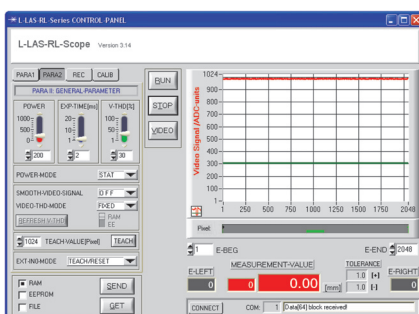 L-LAS-RL-Series CONTROL-PANEL
L-LAS-RL-Scope Version 3.14
PARA1 PARA2 REC CALIB
PARA II: GENERAL-PARAMETER
POWER EXP-TIME[ms] V-THD[%]
1000 20 100
500 10 50
0 1 1
200 2 30
POWER-MODE STAT
SMOOTH-VIDEO-SIGNAL OFF
VIDEO-THD-MODE FIXED
REFRESH V-THD RAM
EE
1024 TEACH-VALUE[Pixel] TEACH
EXT-ING-MODE TEACH/RESET
RAM
EEPROM
FILE
SEND
GET
RUN
STOP
VIDEO
Video Signal /ADC-units
1024
900
800
700
600
500
400
300
200
100
1 250 500 750 1000 1250 1500 1750 2048
Pixel:
1 E-BEG E-END 2048
E-LEFT MEASUREMENT-VALUE TOLERANCE E-RIGHT
0 0 0.00 [mm] 1.0 [+] 0
1.0 [-]
CONNECT COM: 1 Data[64] block received!